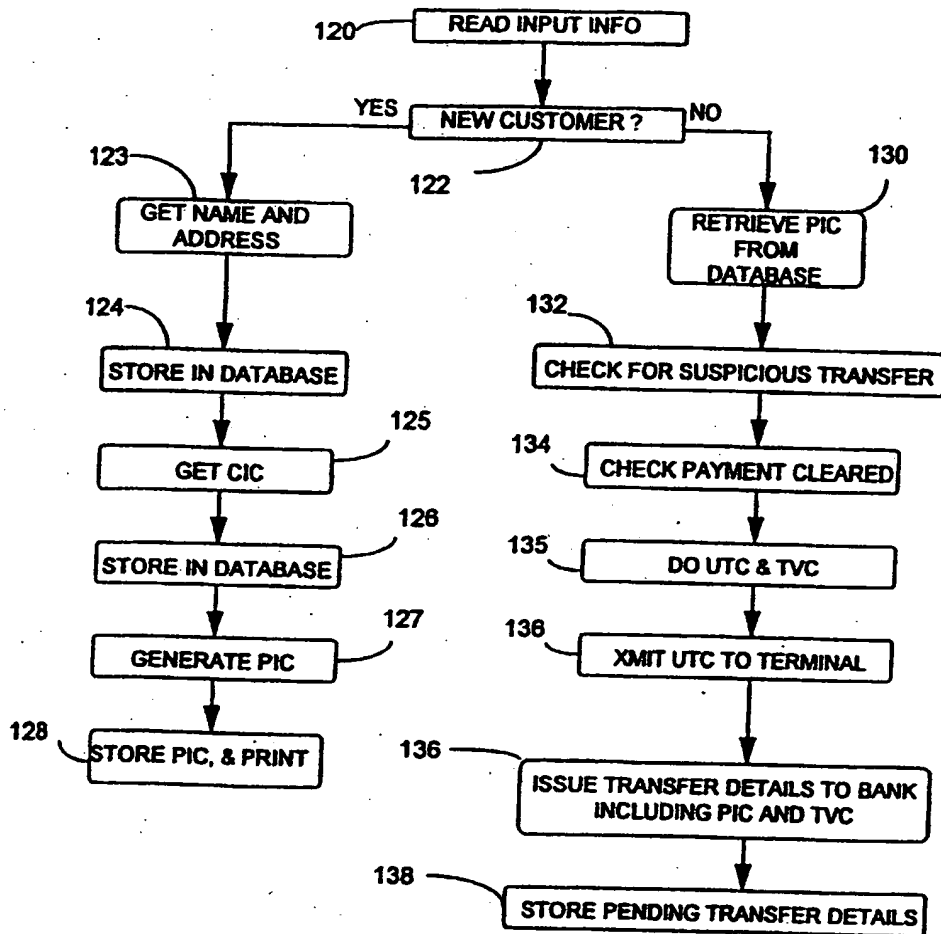 120
READ INPUT INFO
YES
NEW CUSTOMER ?
NO
122
123
GET NAME AND
ADDRESS
124
STORE IN DATABASE
125
GET CIC
126
STORE IN DATABASE
127
GENERATE PIC
128
STORE PIC, & PRINT
130
RETRIEVE PIC
FROM
DATABASE
132
CHECK FOR SUSPICIOUS TRANSFER
134
CHECK PAYMENT CLEARED
135
DO UTC & TVC
136
XMIT UTC TO TERMINAL
136
ISSUE TRANSFER DETAILS TO BANK
INCLUDING PIC AND TVC
138
STORE PENDING TRANSFER DETAILS